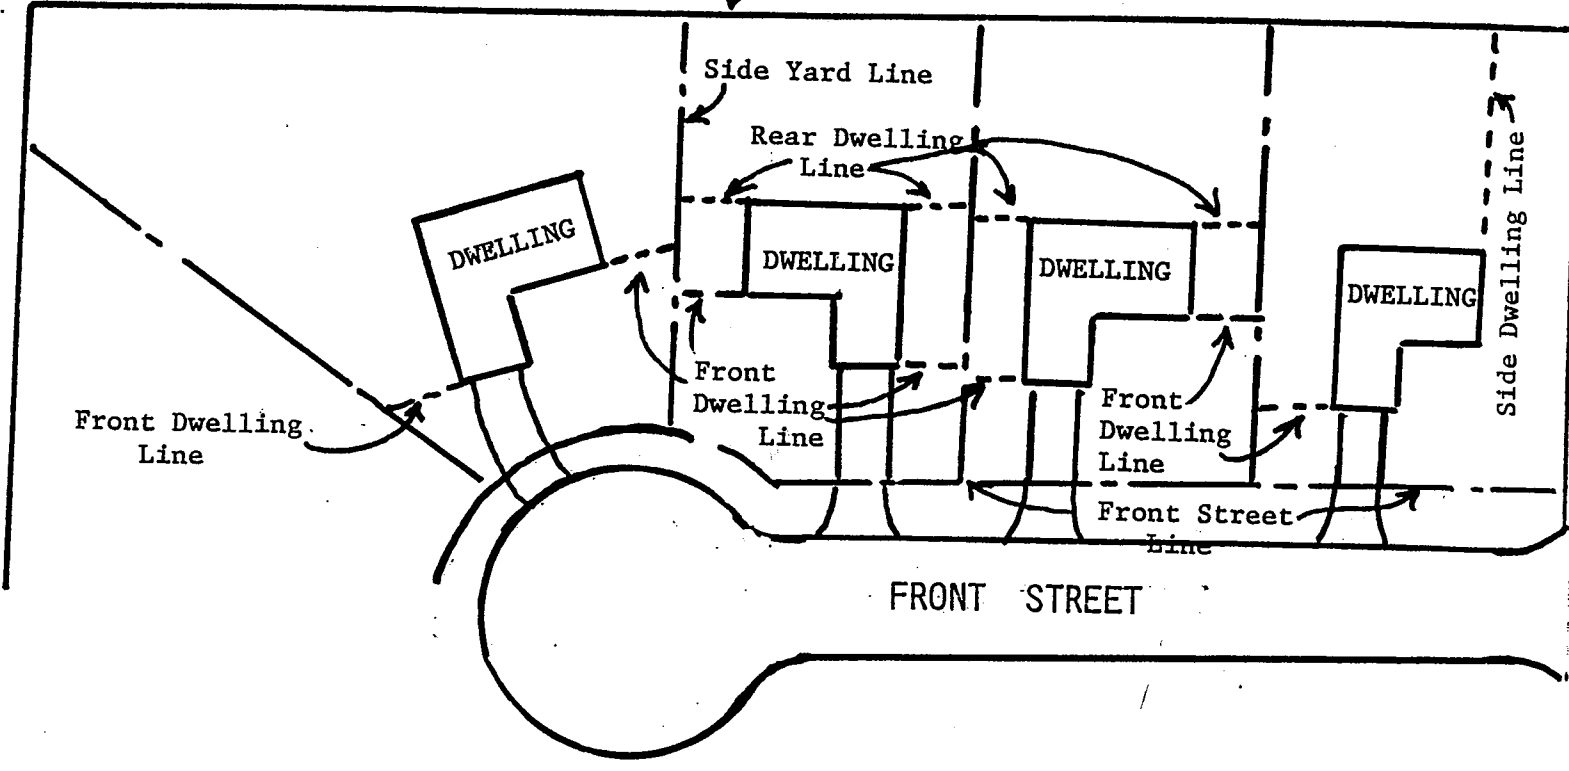 Side Yard Line
Rear Dwelling
Line
DWELLING
DWELLING
DWELLING
DWELLING
Side Dwelling Line
Front
Dwelling
Line
Front
Dwelling
Line
Front Dwelling
Line
Front Street
Line
FRONT STREET